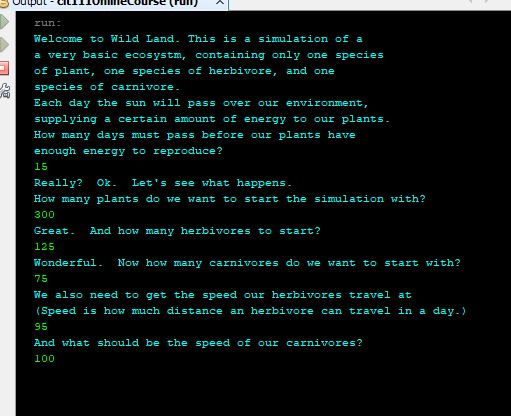 Output - cit111OnlineCourse (run) X
run:
Welcome to Wild Land. This is a simulation of a
a very basic ecosystm, containing only one species
of plant, one species of herbivore, and one
species of carnivore.
Each day the sun will pass over our environment,
supplying a certain amount of energy to our plants.
How many days must pass before our plants have
enough energy to reproduce?
15
Really?  Ok.  Let's see what happens.
How many plants do we want to start the simulation with?
300
Great.  And how many herbivores to start?
125
Wonderful.  Now how many carnivores do we want to start with?
75
We also need to get the speed our herbivores travel at
(Speed is how much distance an herbivore can travel in a day.)
95
And what should be the speed of our carnivores?
100